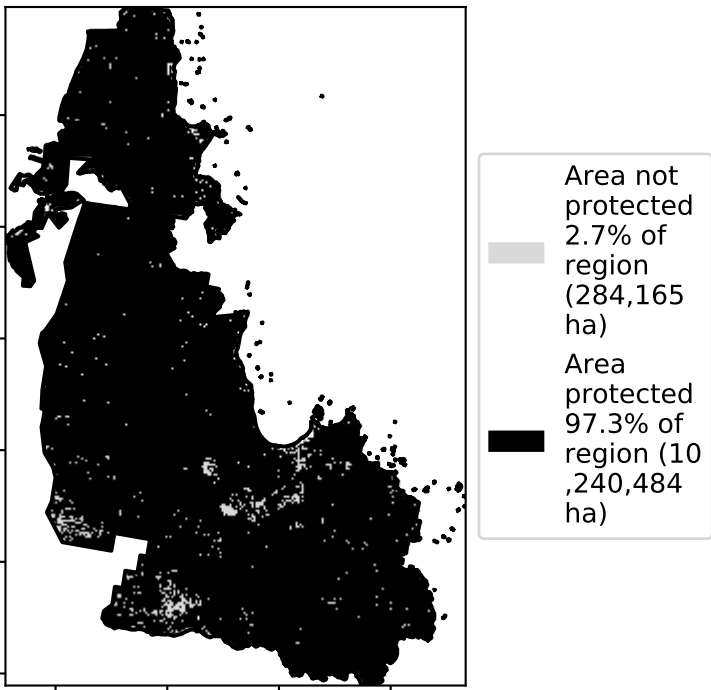 Area not
protected
2.7% of
region
(284,165
ha)
Area
protected
97.3% of
region (10
,240,484
ha)